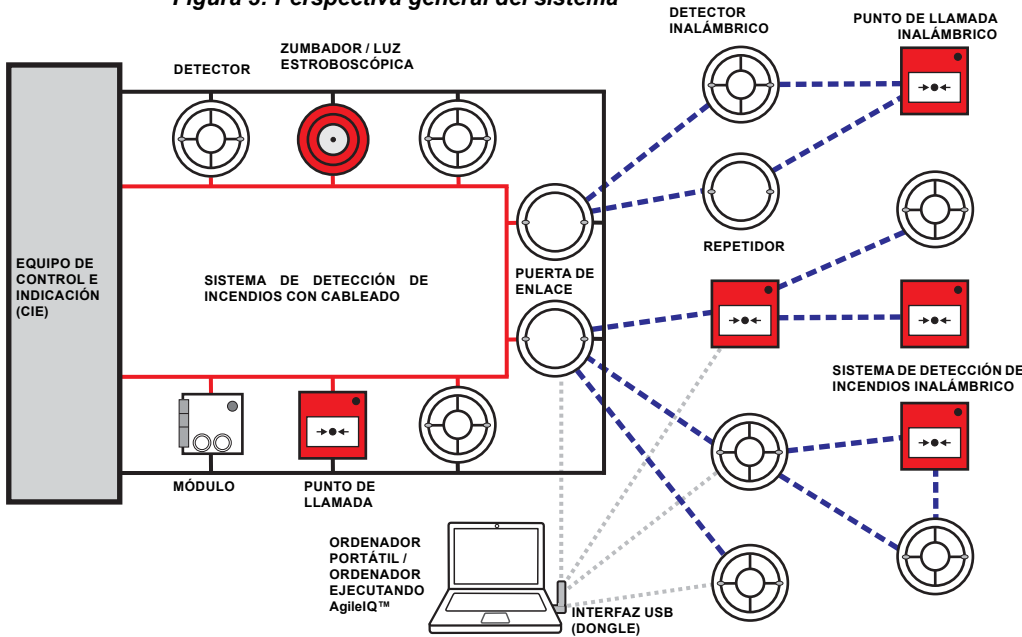 Figura 3: Perspectiva general del sistema
DETECTOR
INALÁMBRICO
PUNTO DE LLAMADA
INALÁMBRICO
ZUMBADOR / LUZ
ESTROBOSCÓPICA
DETECTOR
REPETIDOR
EQUIPO DE
CONTROL E
INDICACIÓN
(CIE)
SISTEMA DE DETECCIÓN DE
INCENDIOS CON CABLEADO
PUERTA DE
ENLACE
SISTEMA DE DETECCIÓN DE
INCENDIOS INALÁMBRICO
MÓDULO
PUNTO DE
LLAMADA
ORDENADOR
PORTÁTIL /
ORDENADOR
EJECUTANDO
AgileIQ™
INTERFAZ USB
(DONGLE)